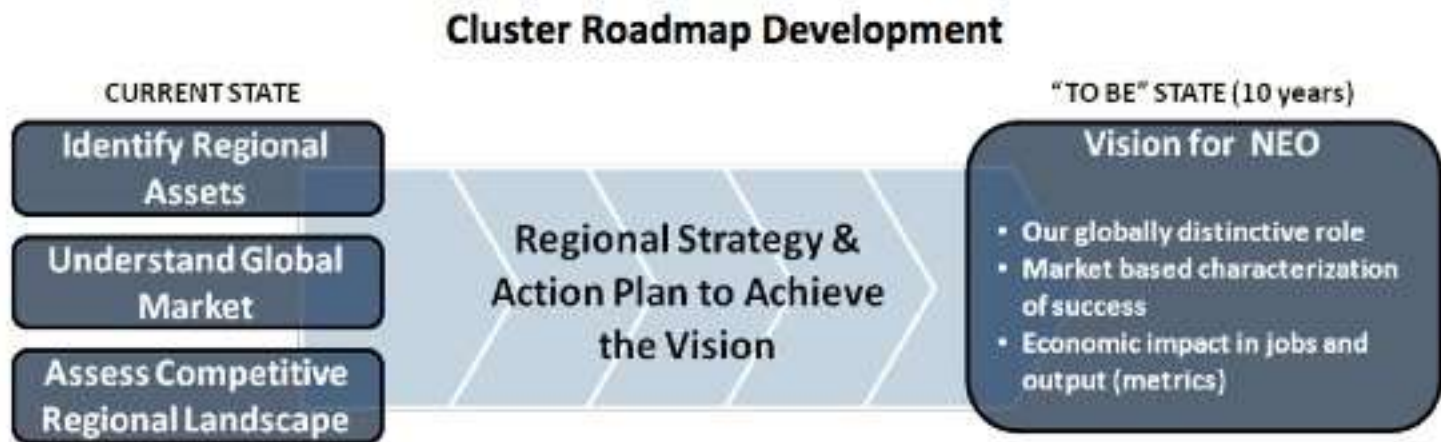 Cluster Roadmap Development
CURRENT STATE
Identify Regional
Assets
Understand Global
Market
Assess Competitive
Regional Landscape
Regional Strategy &
Action Plan to Achieve
the Vision
"TO BE" STATE (10 years)
Vision for NEO
• Our globally distinctive role
• Market based characterization
of success
• Economic impact in jobs and
output (metrics)